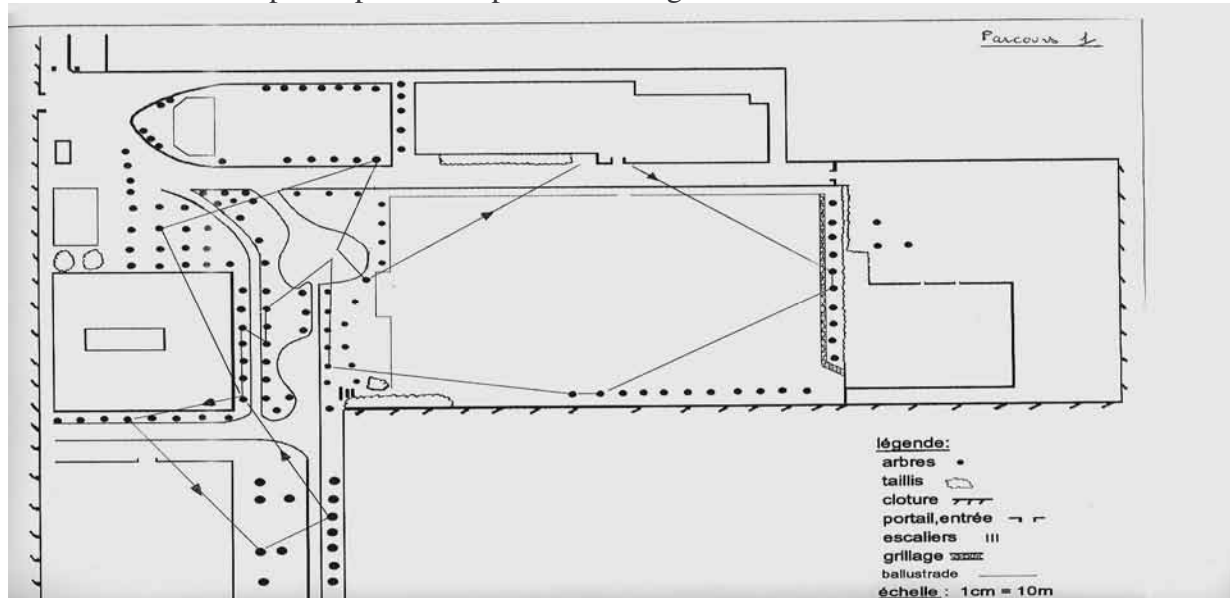 Parcours 1
légende:
arbres
taillis
cloture
portail,entrée
escaliers
grillage
ballustrade
échelle : 1cm = 10m